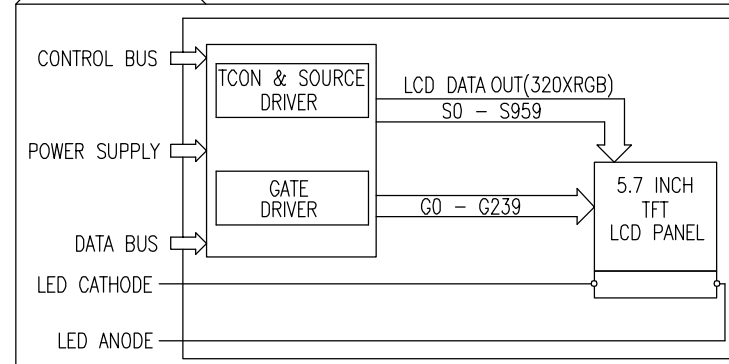 CONTROL BUS
TCON & SOURCE
DRIVER
LCD DATA OUT(320XRGB)
S0 - S959
POWER SUPPLY
GATE
DRIVER
G0 - G239
5.7 INCH
TFT
LCD PANEL
DATA BUS
LED CATHODE
LED ANODE